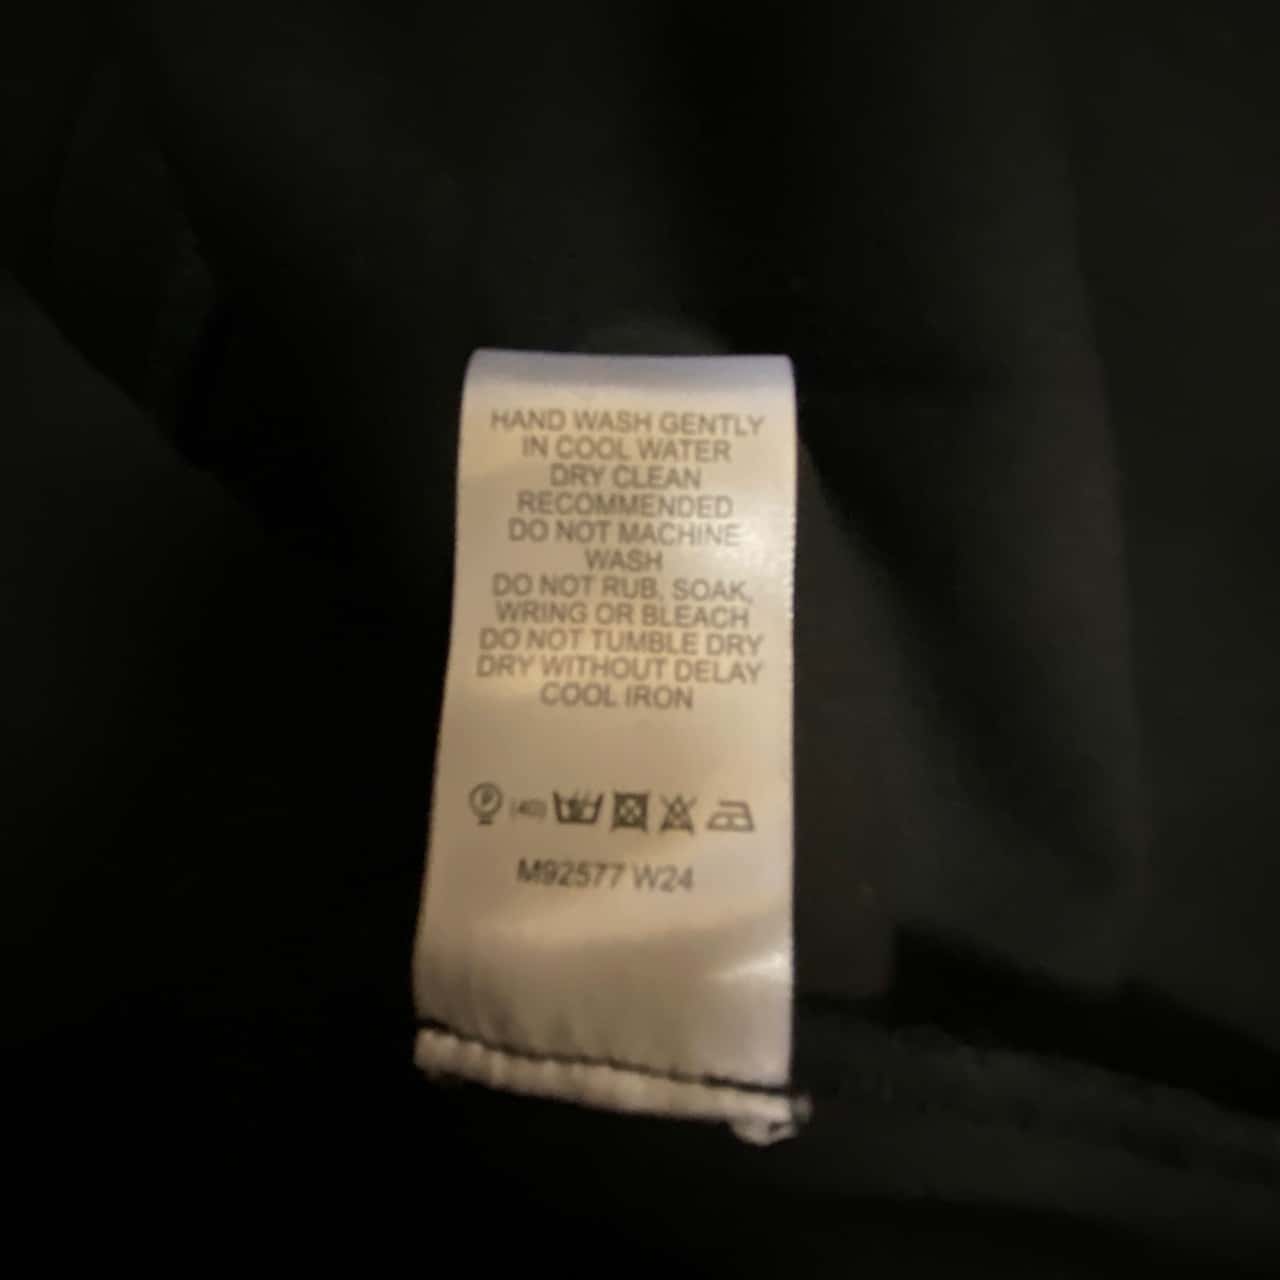 HAND WASH GENTLY
IN COOL WATER
DRY CLEAN
RECOMMENDED
DO NOT MACHINE
WASH
DO NOT RUB, SOAK,
WRING OR BLEACH
DO NOT TUMBLE DRY
DRY WITHOUT DELAY
COOL IRON
P (40)
M92577 W24